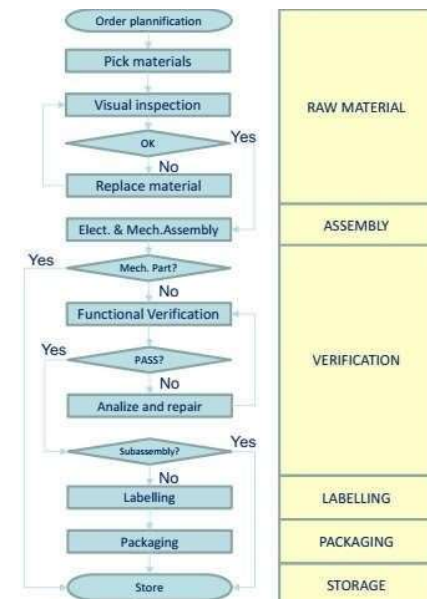 Order plannification
Pick materials
Visual inspection
RAW MATERIAL
Yes
OK
No
Replace material
Elect. & Mech.Assembly
ASSEMBLY
Yes
Mech. Part?
No
Functional Verification
Yes
PASS?
VERIFICATION
No
Analize and repair
Subassembly?
Yes
No
Labelling
LABELLING
Packaging
PACKAGING
Store
STORAGE